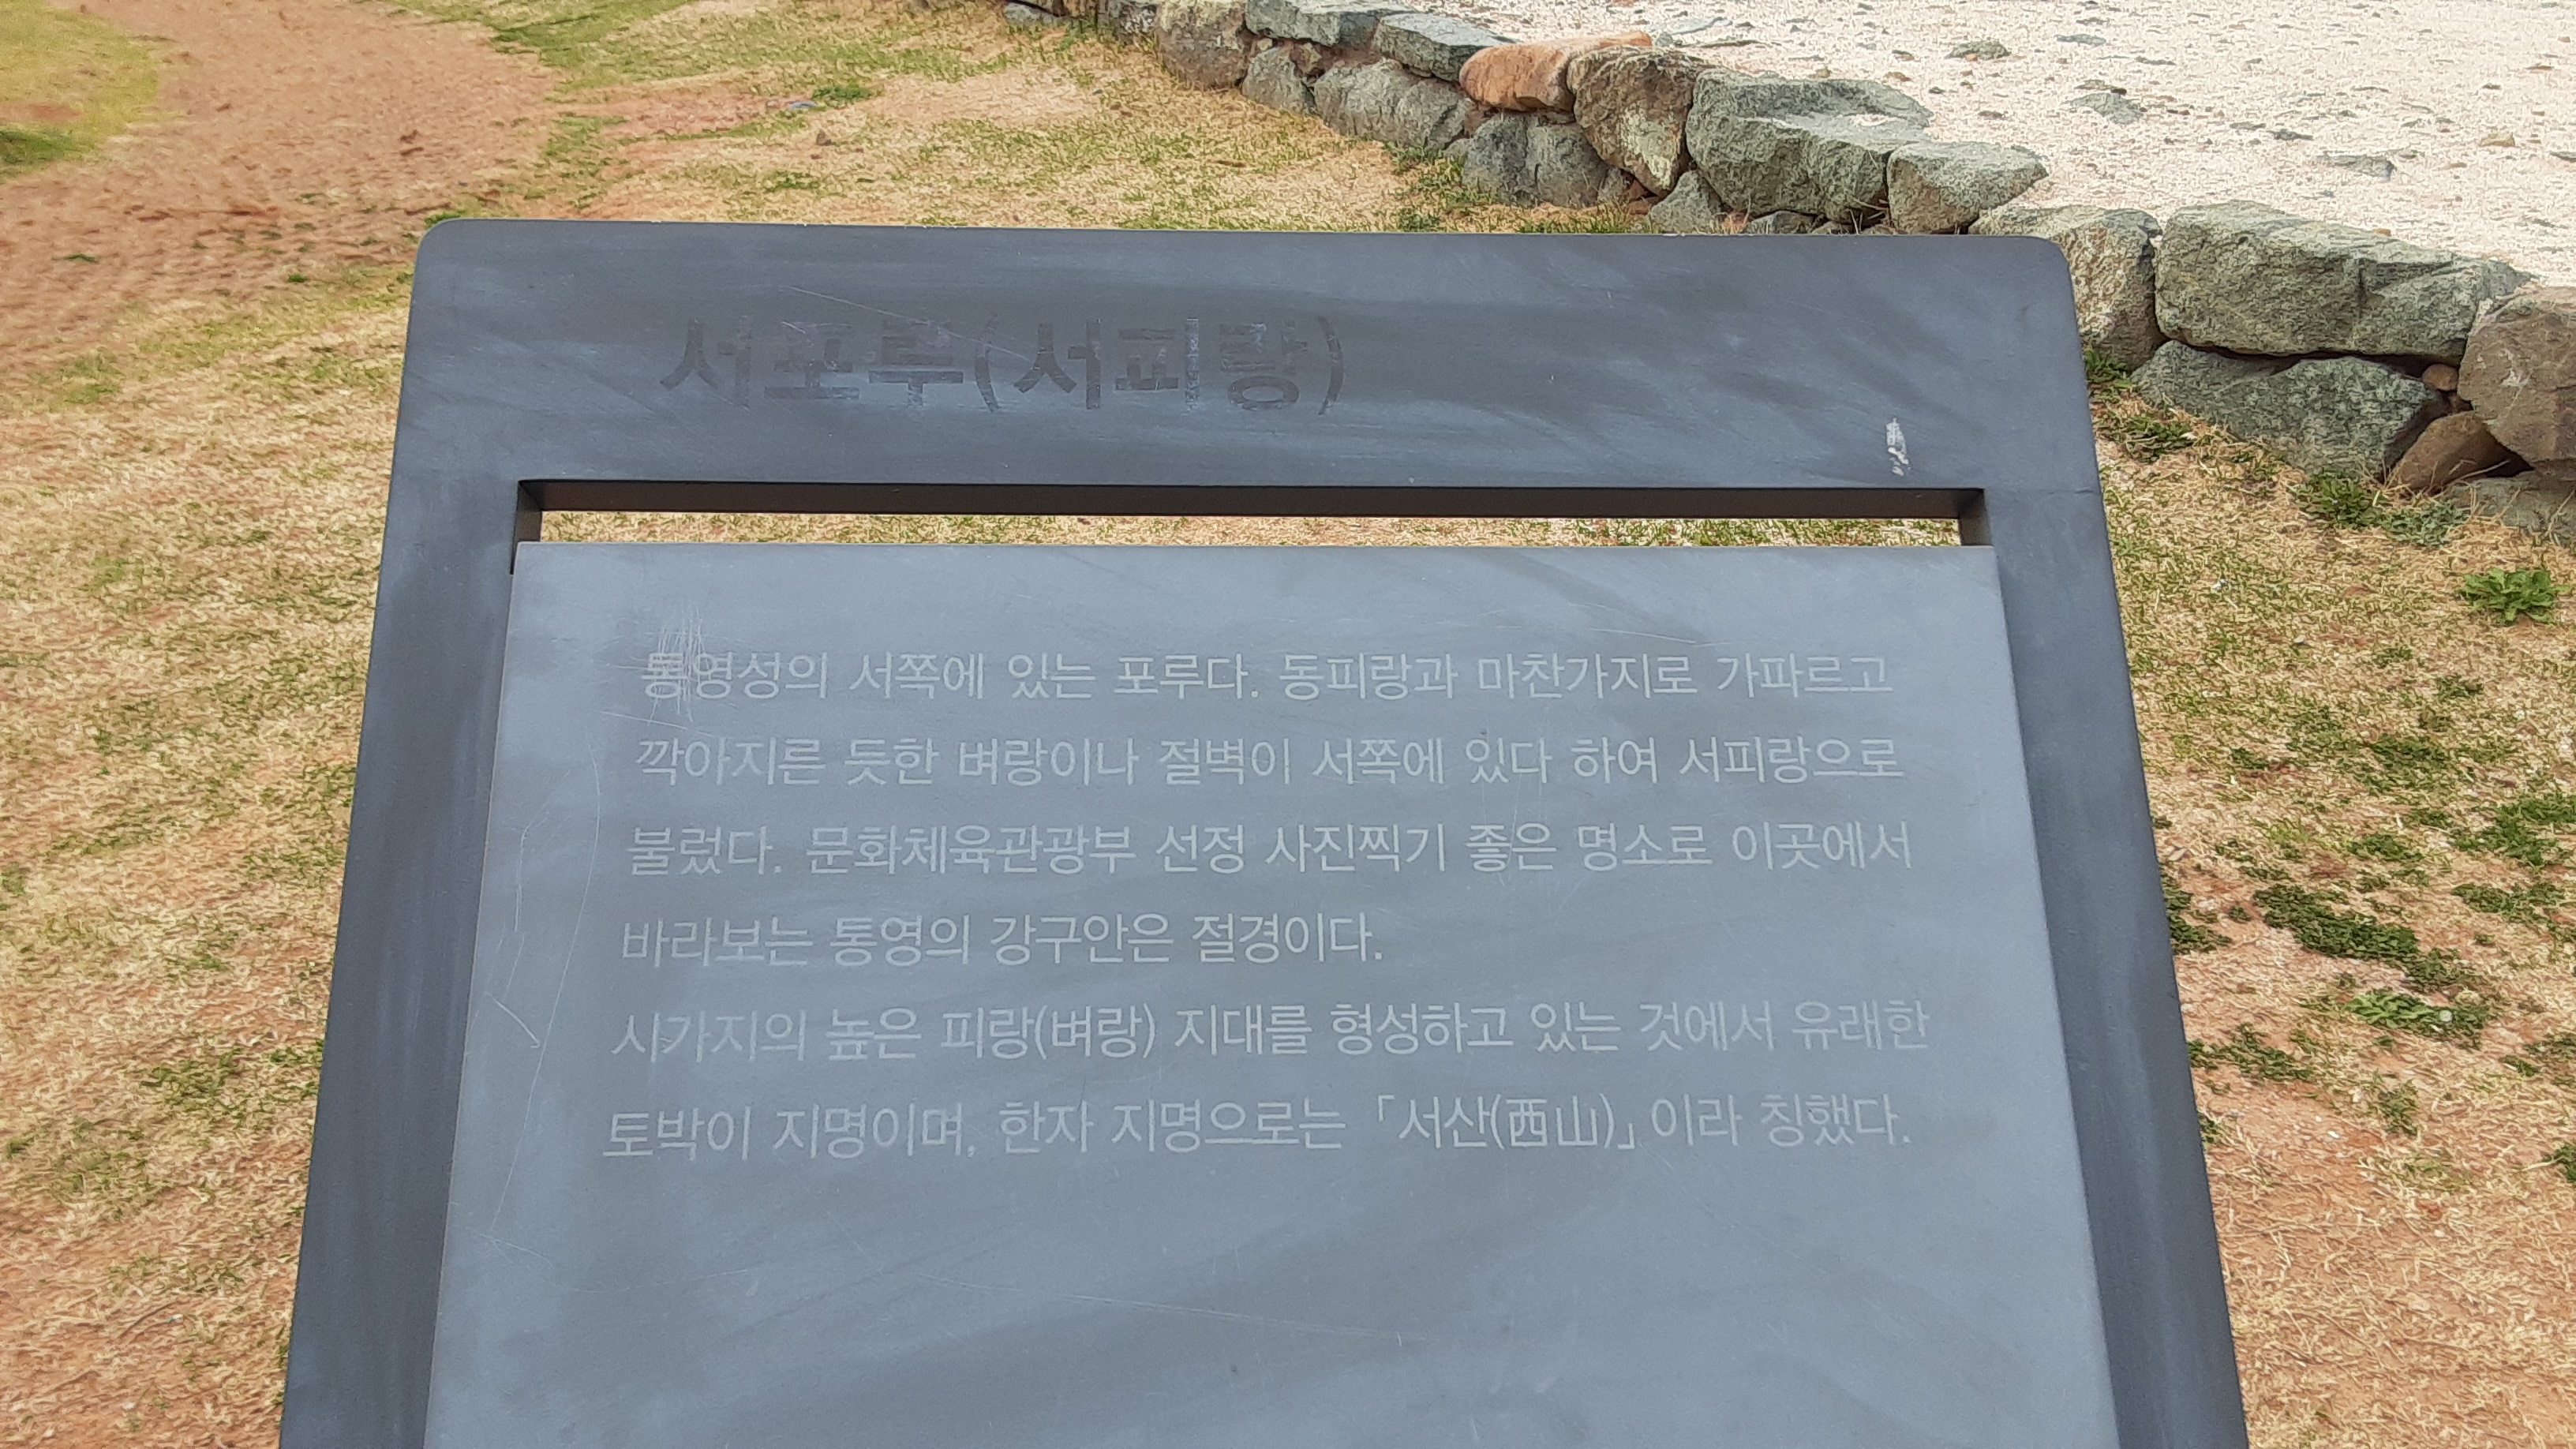 서포루(서피랑)
통영성의 서쪽에 있는 포루다. 동피랑과 마찬가지로 가파르고
깍아지른 듯한 벼랑이나 절벽이 서쪽에 있다 하여 서피랑으로
불렀다. 문화체육관광부 선정 사진찍기 좋은 명소로 이곳에서
바라보는 통영의 강구안은 절경이다.
시가지의 높은 피랑(벼랑) 지대를 형성하고 있는 것에서 유래한
토박이 지명이며, 한자 지명으로는 「서산(西山)」이라 칭했다.